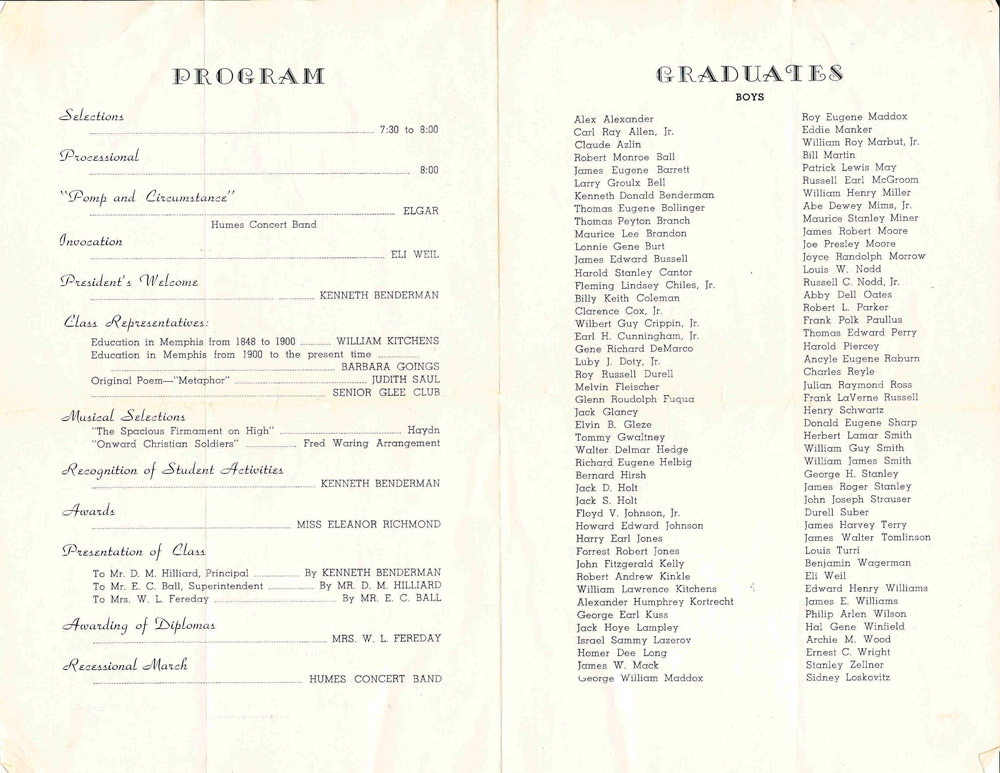 PROGRAM
Selections
7:30 to 8:00
Processional
8:00
"Pomp and Circumstance"
ELGAR
Humes Concert Band
Invocation
ELI WEIL
President's Welcome
KENNETH BENDERMAN
Class Representatives:
Education in Memphis from 1848 to 1900 WILLIAM KITCHENS
Education in Memphis from 1900 to the present time
BARBARA GOINGS
Original Poem—"Metaphor" JUDITH SAUL
SENIOR GLEE CLUB
Musical Selections
"The Spacious Firmament on High" Haydn
"Onward Christian Soldiers" Fred Waring Arrangement
Recognition of Student Activities
KENNETH BENDERMAN
Awards
MISS ELEANOR RICHMOND
Presentation of Class
To Mr. D. M. Hilliard, Principal By KENNETH BENDERMAN
To Mr. E. C. Ball, Superintendent By MR. D. M. HILLIARD
To Mrs. W. L. Fereday By MR. E. C. BALL
Awarding of Diplomas
MRS. W. L. FEREDAY
Recessional March
HUMES CONCERT BAND
GRADUATES
BOYS
Alex Alexander
Carl Ray Allen, Jr.
Claude Azlin
Robert Monroe Ball
James Eugene Barrett
Larry Groulx Bell
Kenneth Donald Benderman
Thomas Eugene Bollinger
Thomas Peyton Branch
Maurice Lee Brandon
Lonnie Gene Burt
James Edward Bussell
Harold Stanley Cantor
Fleming Lindsey Chiles, Jr.
Billy Keith Coleman
Clarence Cox, Jr.
Wilbert Guy Crippin, Jr.
Earl H. Cunningham, Jr.
Gene Richard DeMarco
Luby J. Doty, Jr.
Roy Russell Durell
Melvin Fleischer
Glenn Roudolph Fuqua
Jack Glancy
Elvin B. Gleze
Tommy Gwaltney
Walter Delmar Hedge
Richard Eugene Helbig
Bernard Hirsh
Jack D. Holt
Jack S. Holt
Floyd V. Johnson, Jr.
Howard Edward Johnson
Harry Earl Jones
Forrest Robert Jones
John Fitzgerald Kelly
Robert Andrew Kinkle
William Lawrence Kitchens
Alexander Humphrey Kortrecht
George Earl Kuss
Jack Hoye Lampley
Israel Sammy Lazerov
Homer Dee Long
James W. Mack
George William Maddox
Roy Eugene Maddox
Eddie Manker
William Roy Marbut, Jr.
Bill Martin
Patrick Lewis May
Russell Earl McGroom
William Henry Miller
Abe Dewey Mims, Jr.
Maurice Stanley Miner
James Robert Moore
Joe Presley Moore
Joyce Randolph Morrow
Louis W. Nodd
Russell C. Nodd, Jr.
Abby Dell Oates
Robert L. Parker
Frank Polk Paullus
Thomas Edward Perry
Harold Piercey
Ancyle Eugene Raburn
Charles Reyle
Julian Raymond Ross
Frank LaVerne Russell
Henry Schwartz
Donald Eugene Sharp
Herbert Lamar Smith
William Guy Smith
William James Smith
George H. Stanley
James Roger Stanley
John Joseph Strauser
Durell Suber
James Harvey Terry
James Walter Tomlinson
Louis Turri
Benjamin Wagerman
Eli Weil
Edward Henry Williams
James E. Williams
Philip Arlen Wilson
Hal Gene Winfield
Archie M. Wood
Ernest C. Wright
Stanley Zellner
Sidney Loskovitz